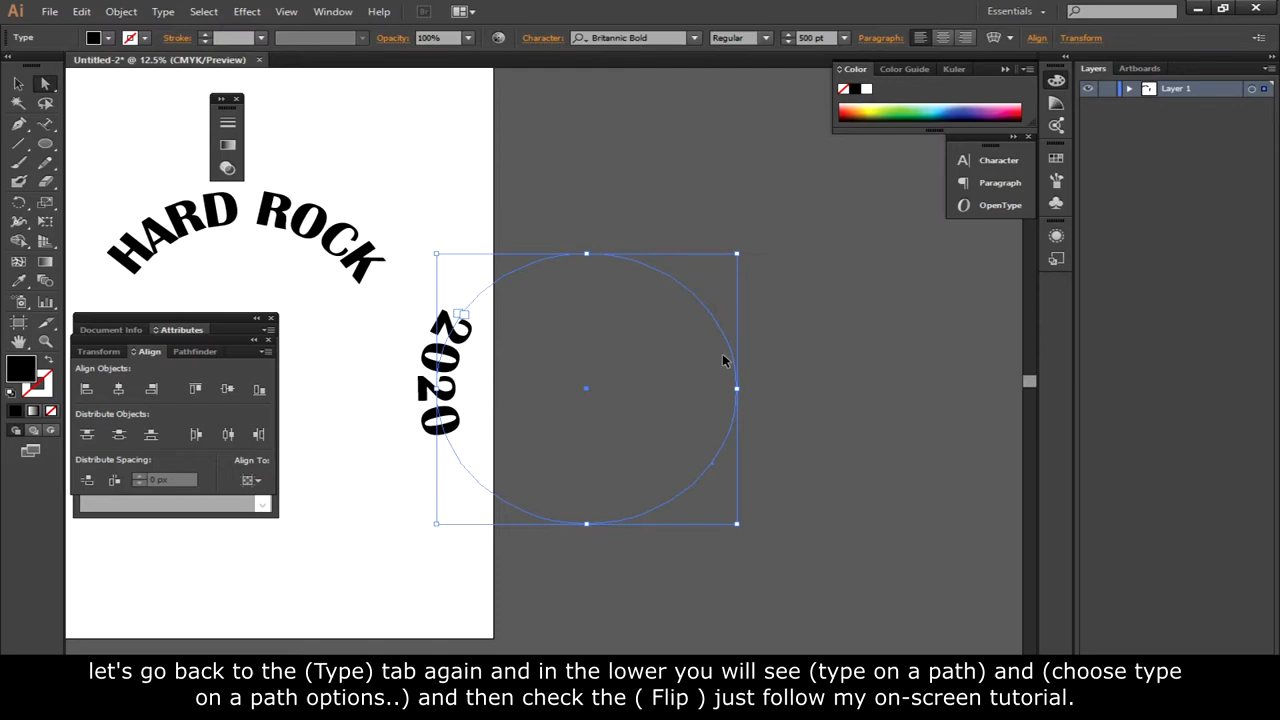 Ai File Edit Object Type Select Effect View Window Help Br Essentials
Type Stroke: Opacity: 100% Character: Britannic Bold Regular 500 pt Paragraph: Align Transform
Untitled-2* @ 12.5% (CMYK/Preview)
Color Color Guide Kuler
Layers Artboards
Layer 1
Character
Paragraph
OpenType
HARD ROCK
2020
Document Info Attributes
Transform Align Pathfinder
Align Objects:
Distribute Objects:
Distribute Spacing: Align To:
0 px
let's go back to the (Type) tab again and in the lower you will see (type on a path) and (choose type
on a path options..) and then check the ( Flip ) just follow my on-screen tutorial.